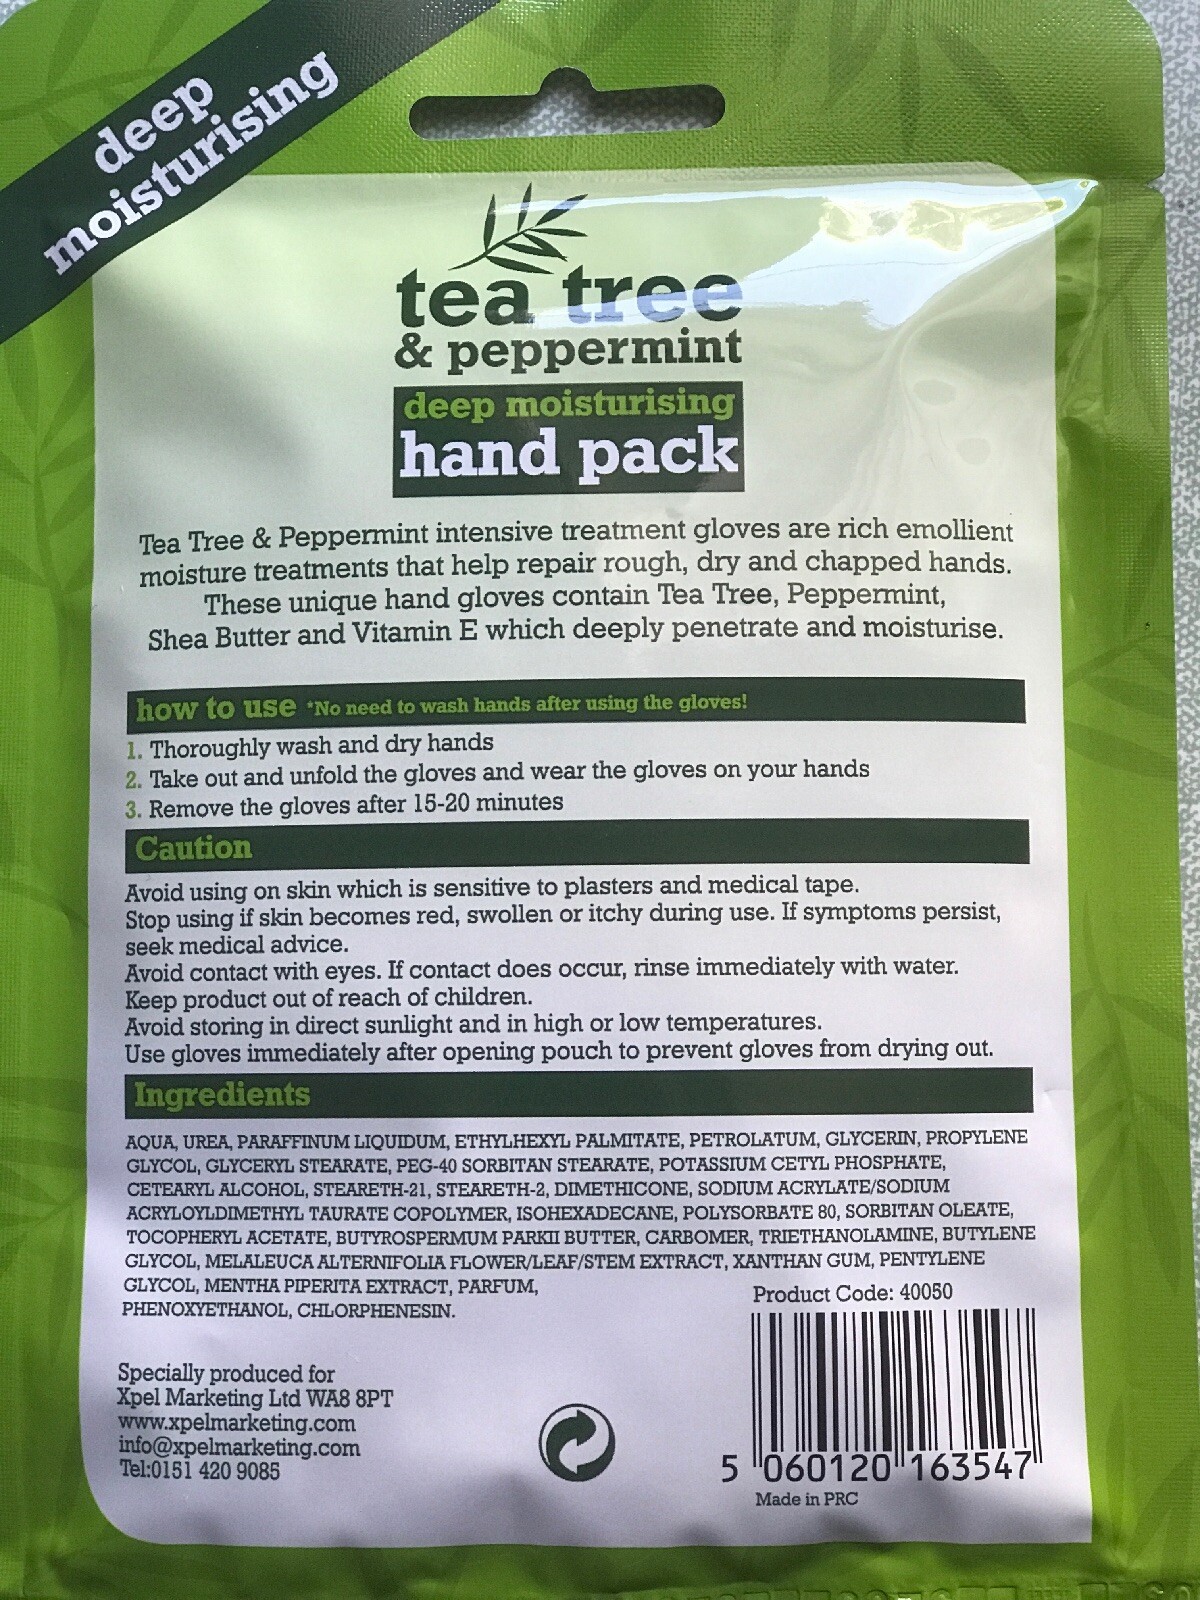 deep
moisturising
tea tree
& peppermint
deep moisturising
hand pack
Tea Tree & Peppermint intensive treatment gloves are rich emollient
moisture treatments that help repair rough, dry and chapped hands.
These unique hand gloves contain Tea Tree, Peppermint,
Shea Butter and Vitamin E which deeply penetrate and moisturise.
how to use *No need to wash hands after using the gloves!
1. Thoroughly wash and dry hands
2. Take out and unfold the gloves and wear the gloves on your hands
3. Remove the gloves after 15-20 minutes
Caution
Avoid using on skin which is sensitive to plasters and medical tape.
Stop using if skin becomes red, swollen or itchy during use. If symptoms persist,
seek medical advice.
Avoid contact with eyes. If contact does occur, rinse immediately with water.
Keep product out of reach of children.
Avoid storing in direct sunlight and in high or low temperatures.
Use gloves immediately after opening pouch to prevent gloves from drying out.
Ingredients
AQUA, UREA, PARAFFINUM LIQUIDUM, ETHYLHEXYL PALMITATE, PETROLATUM, GLYCERIN, PROPYLENE
GLYCOL, GLYCERYL STEARATE, PEG-40 SORBITAN STEARATE, POTASSIUM CETYL PHOSPHATE,
CETEARYL ALCOHOL, STEARETH-21, STEARETH-2, DIMETHICONE, SODIUM ACRYLATE/SODIUM
ACRYLOYLDIMETHYL TAURATE COPOLYMER, ISOHEXADECANE, POLYSORBATE 80, SORBITAN OLEATE,
TOCOPHERYL ACETATE, BUTYROSPERMUM PARKII BUTTER, CARBOMER, TRIETHANOLAMINE, BUTYLENE
GLYCOL, MELALEUCA ALTERNIFOLIA FLOWER/LEAF/STEM EXTRACT, XANTHAN GUM, PENTYLENE
GLYCOL, MENTHA PIPERITA EXTRACT, PARFUM,
PHENOXYETHANOL, CHLORPHENESIN.
Product Code: 40050
Specially produced for
Xpel Marketing Ltd WA8 8PT
www.xpelmarketing.com
info@xpelmarketing.com
Tel:0151 420 9085
5 060120 163547
Made in PRC